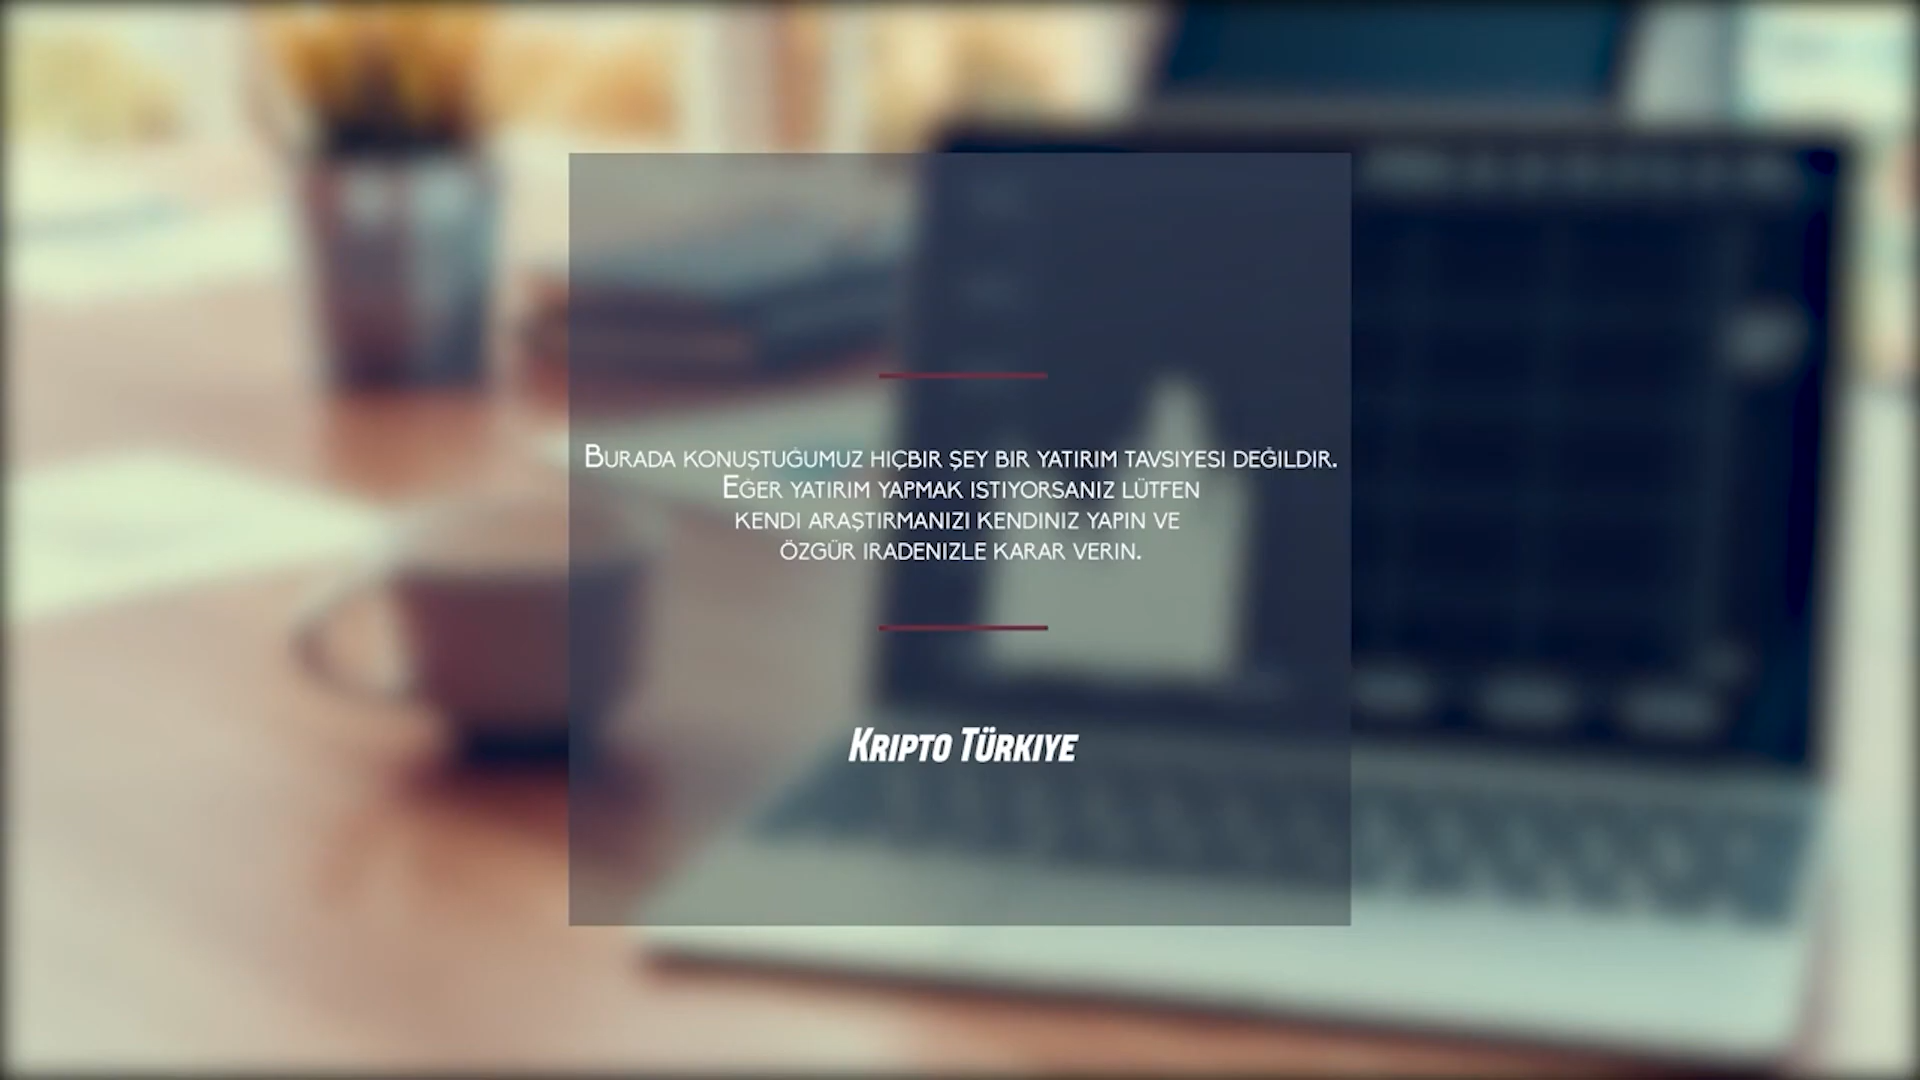 Burada konuştuğumuz hiçbir şey bir yatırım tavsiyesi değildir.
Eğer yatırım yapmak istiyorsanız lütfen
kendi araştırmanızı kendiniz yapın ve
özgür iradenizle karar verin.
Kripto Türkiye